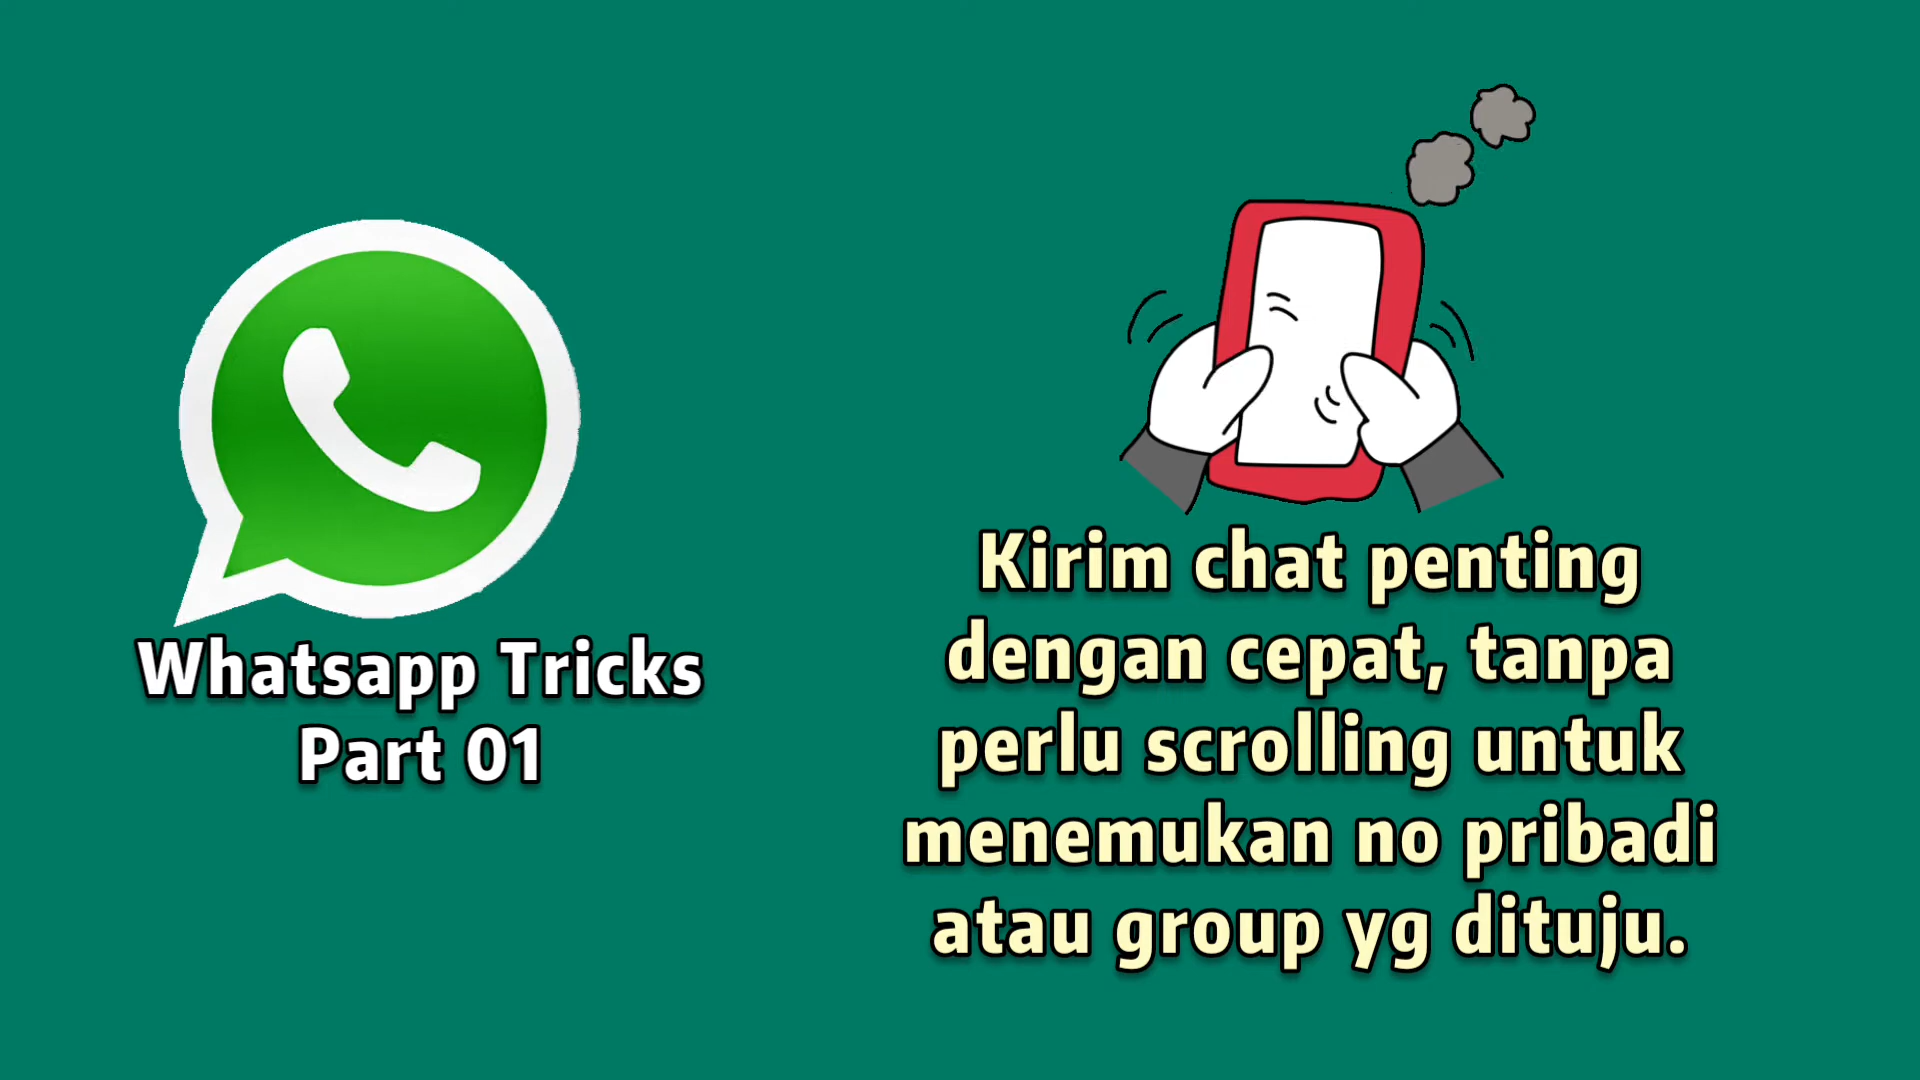 Whatsapp Tricks
Part 01
Kirim chat penting
dengan cepat, tanpa
perlu scrolling untuk
menemukan no pribadi
atau group yg dituju.